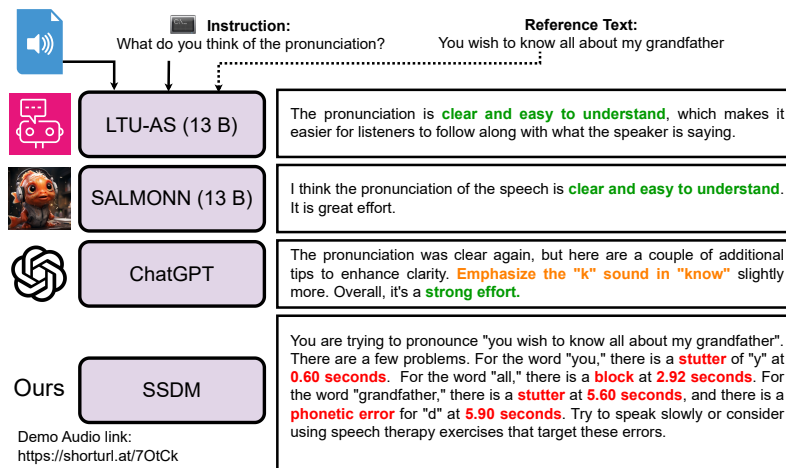 Instruction:
What do you think of the pronunciation?
Reference Text:
You wish to know all about my grandfather
LTU-AS (13 B)
The pronunciation is clear and easy to understand, which makes it
easier for listeners to follow along with what the speaker is saying.
SALMONN (13 B)
I think the pronunciation of the speech is clear and easy to understand.
It is great effort.
ChatGPT
The pronunciation was clear again, but here are a couple of additional
tips to enhance clarity. Emphasize the "k" sound in "know" slightly
more. Overall, it's a strong effort.
Ours
SSDM
You are trying to pronounce "you wish to know all about my grandfather".
There are a few problems. For the word "you," there is a stutter of "y" at
0.60 seconds. For the word "all," there is a block at 2.92 seconds. For
the word "grandfather," there is a stutter at 5.60 seconds, and there is a
phonetic error for "d" at 5.90 seconds. Try to speak slowly or consider
using speech therapy exercises that target these errors.
Demo Audio link:
https://shorturl.at/7OtCk